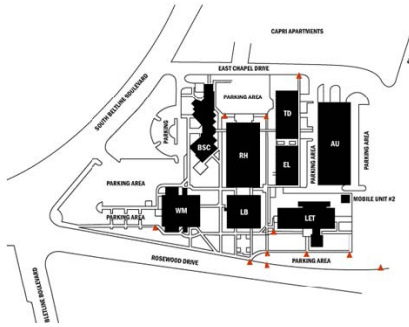 CAPRI APARTMENTS
EAST CHAPEL DRIVE
SOUTH BELTLINE BOULEVARD
PARKING AREA
TD
PARKING
BSC
RH
EL
AU
PARKING AREA
PARKING AREA
PARKING AREA
MOBILE UNIT #2
PARKING AREA
WM
LB
LET
ROSEWOOD DRIVE
PARKING AREA
BELTLINE BOULEVARD